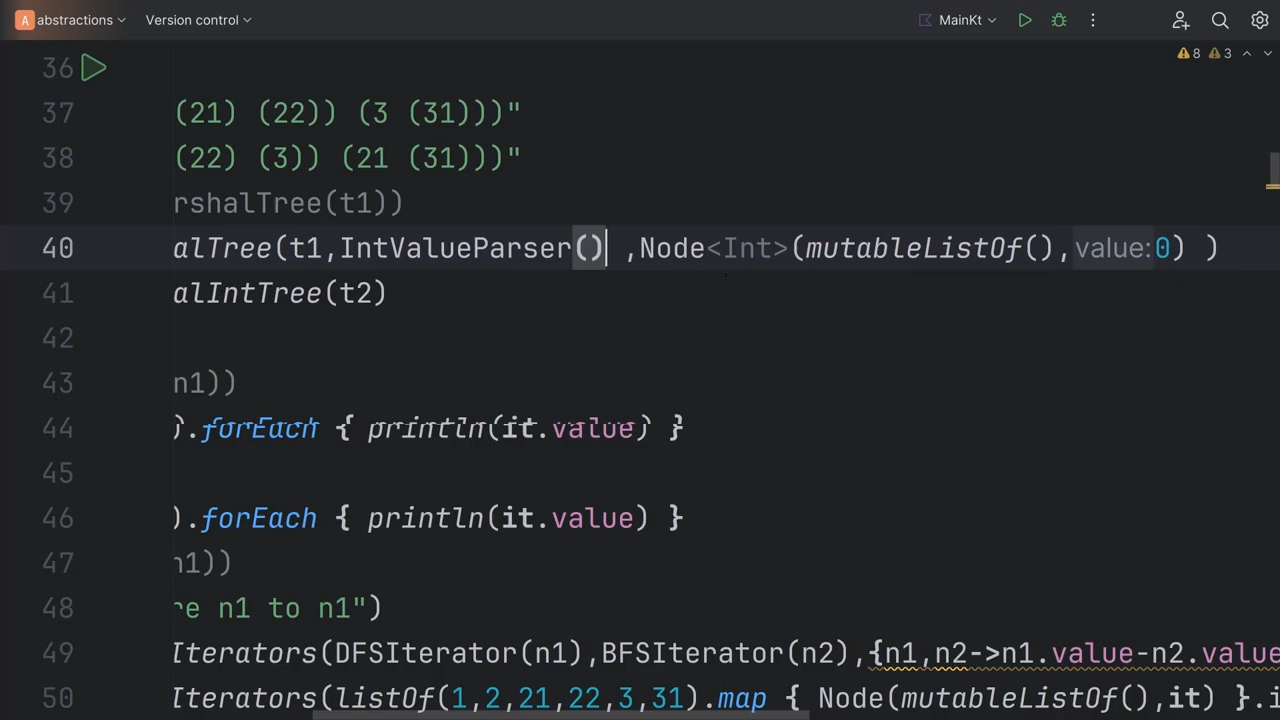 A abstractions Version control MainKt
8 3
36
37 (21) (22)) (3 (31)))"
38 (22) (3)) (21 (31)))"
39 rshalTree(t1))
40 alTree(t1,IntValueParser() ,Node<Int>(mutableListOf(),value:0) )
41 alIntTree(t2)
42
43 n1))
44 ).forEach { println(it.value) }
45
46 ).forEach { println(it.value) }
47 n1))
48 re n1 to n1")
49 Iterators(DFSIterator(n1),BFSIterator(n2),{n1,n2->n1.value-n2.value
50 Iterators(listOf(1,2,21,22,3,31).map { Node(mutableListOf(),it) }.i